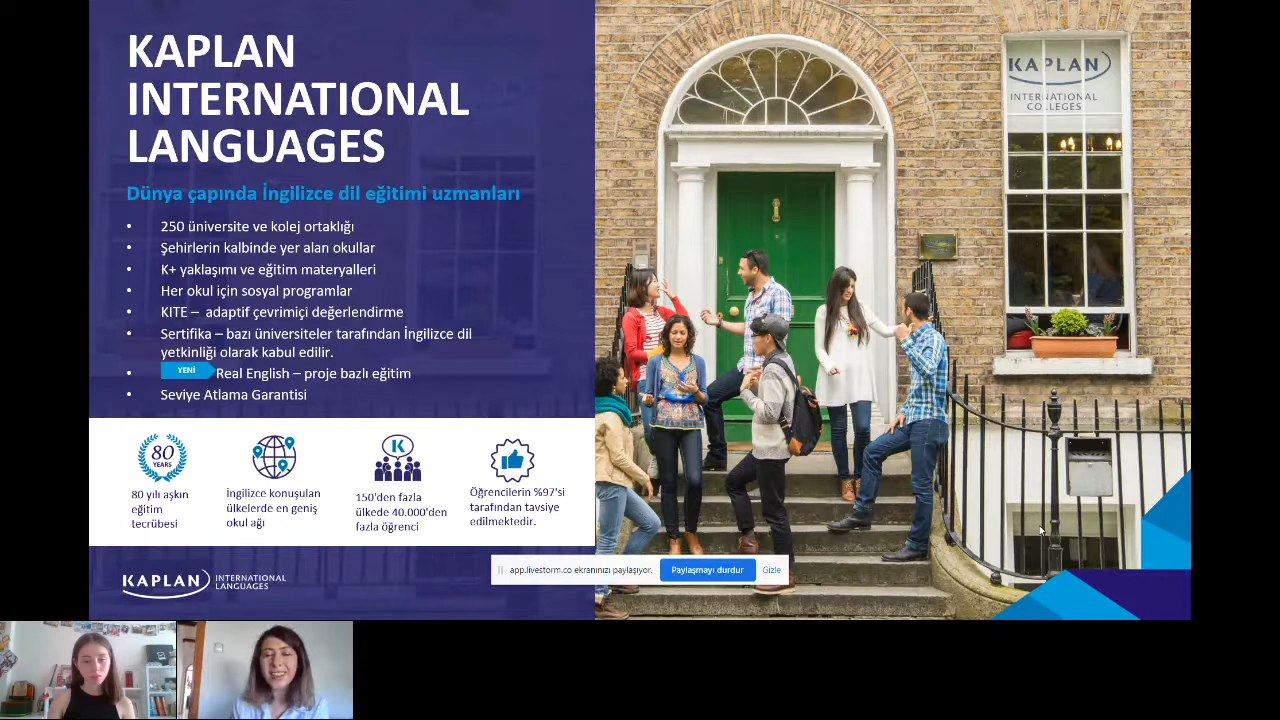 KAPLAN
INTERNATIONAL
LANGUAGES
Dünya çapında İngilizce dil eğitimi uzmanları
• 250 üniversite ve kolej ortaklığı
• Şehirlerin kalbinde yer alan okullar
• K+ yaklaşımı ve eğitim materyalleri
• Her okul için sosyal programlar
• KITE – adaptif çevrimiçi değerlendirme
• Sertifika – bazı üniversiteler tarafından İngilizce dil
yetkinliği olarak kabul edilir.
• YENİ Real English – proje bazlı eğitim
• Seviye Atlama Garantisi
80
YEARS
80 yılı aşkın
eğitim
tecrübesi
İngilizce konuşulan
ülkelerde en geniş
okul ağı
K
150'den fazla
ülkede 40.000'den
fazla öğrenci
Öğrencilerin %97'si
tarafından tavsiye
edilmektedir.
KAPLAN INTERNATIONAL
LANGUAGES
KAPLAN
INTERNATIONAL
COLLEGES
app.livestorm.co ekranınızı paylaşıyor. Paylaşmayı durdur Gizle